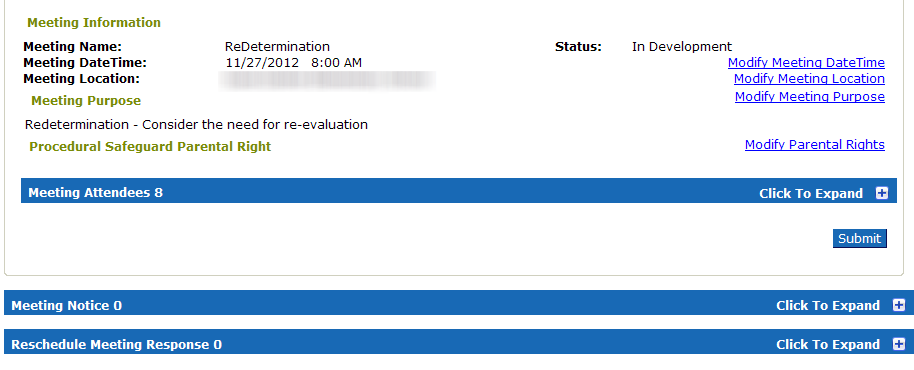 Meeting Information
Meeting Name: ReDetermination Status: In Development
Meeting DateTime: 11/27/2012 8:00 AM Modify Meeting DateTime
Meeting Location: Modify Meeting Location
Meeting Purpose Modify Meeting Purpose
Redetermination - Consider the need for re-evaluation
Procedural Safeguard Parental Right Modify Parental Rights
Meeting Attendees 8 Click To Expand
Submit
Meeting Notice 0 Click To Expand
Reschedule Meeting Response 0 Click To Expand